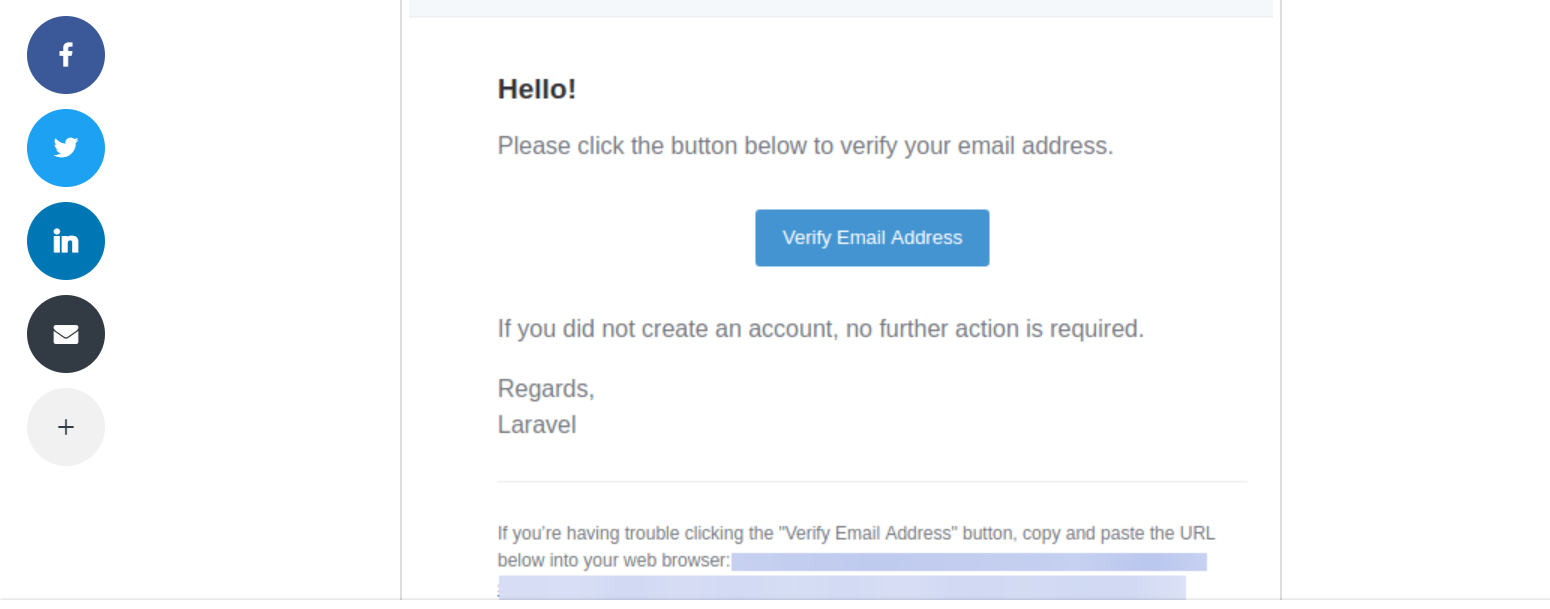 Hello!
Please click the button below to verify your email address.
Verify Email Address
If you did not create an account, no further action is required.
Regards,
Laravel
If you’re having trouble clicking the "Verify Email Address" button, copy and paste the URL
below into your web browser: